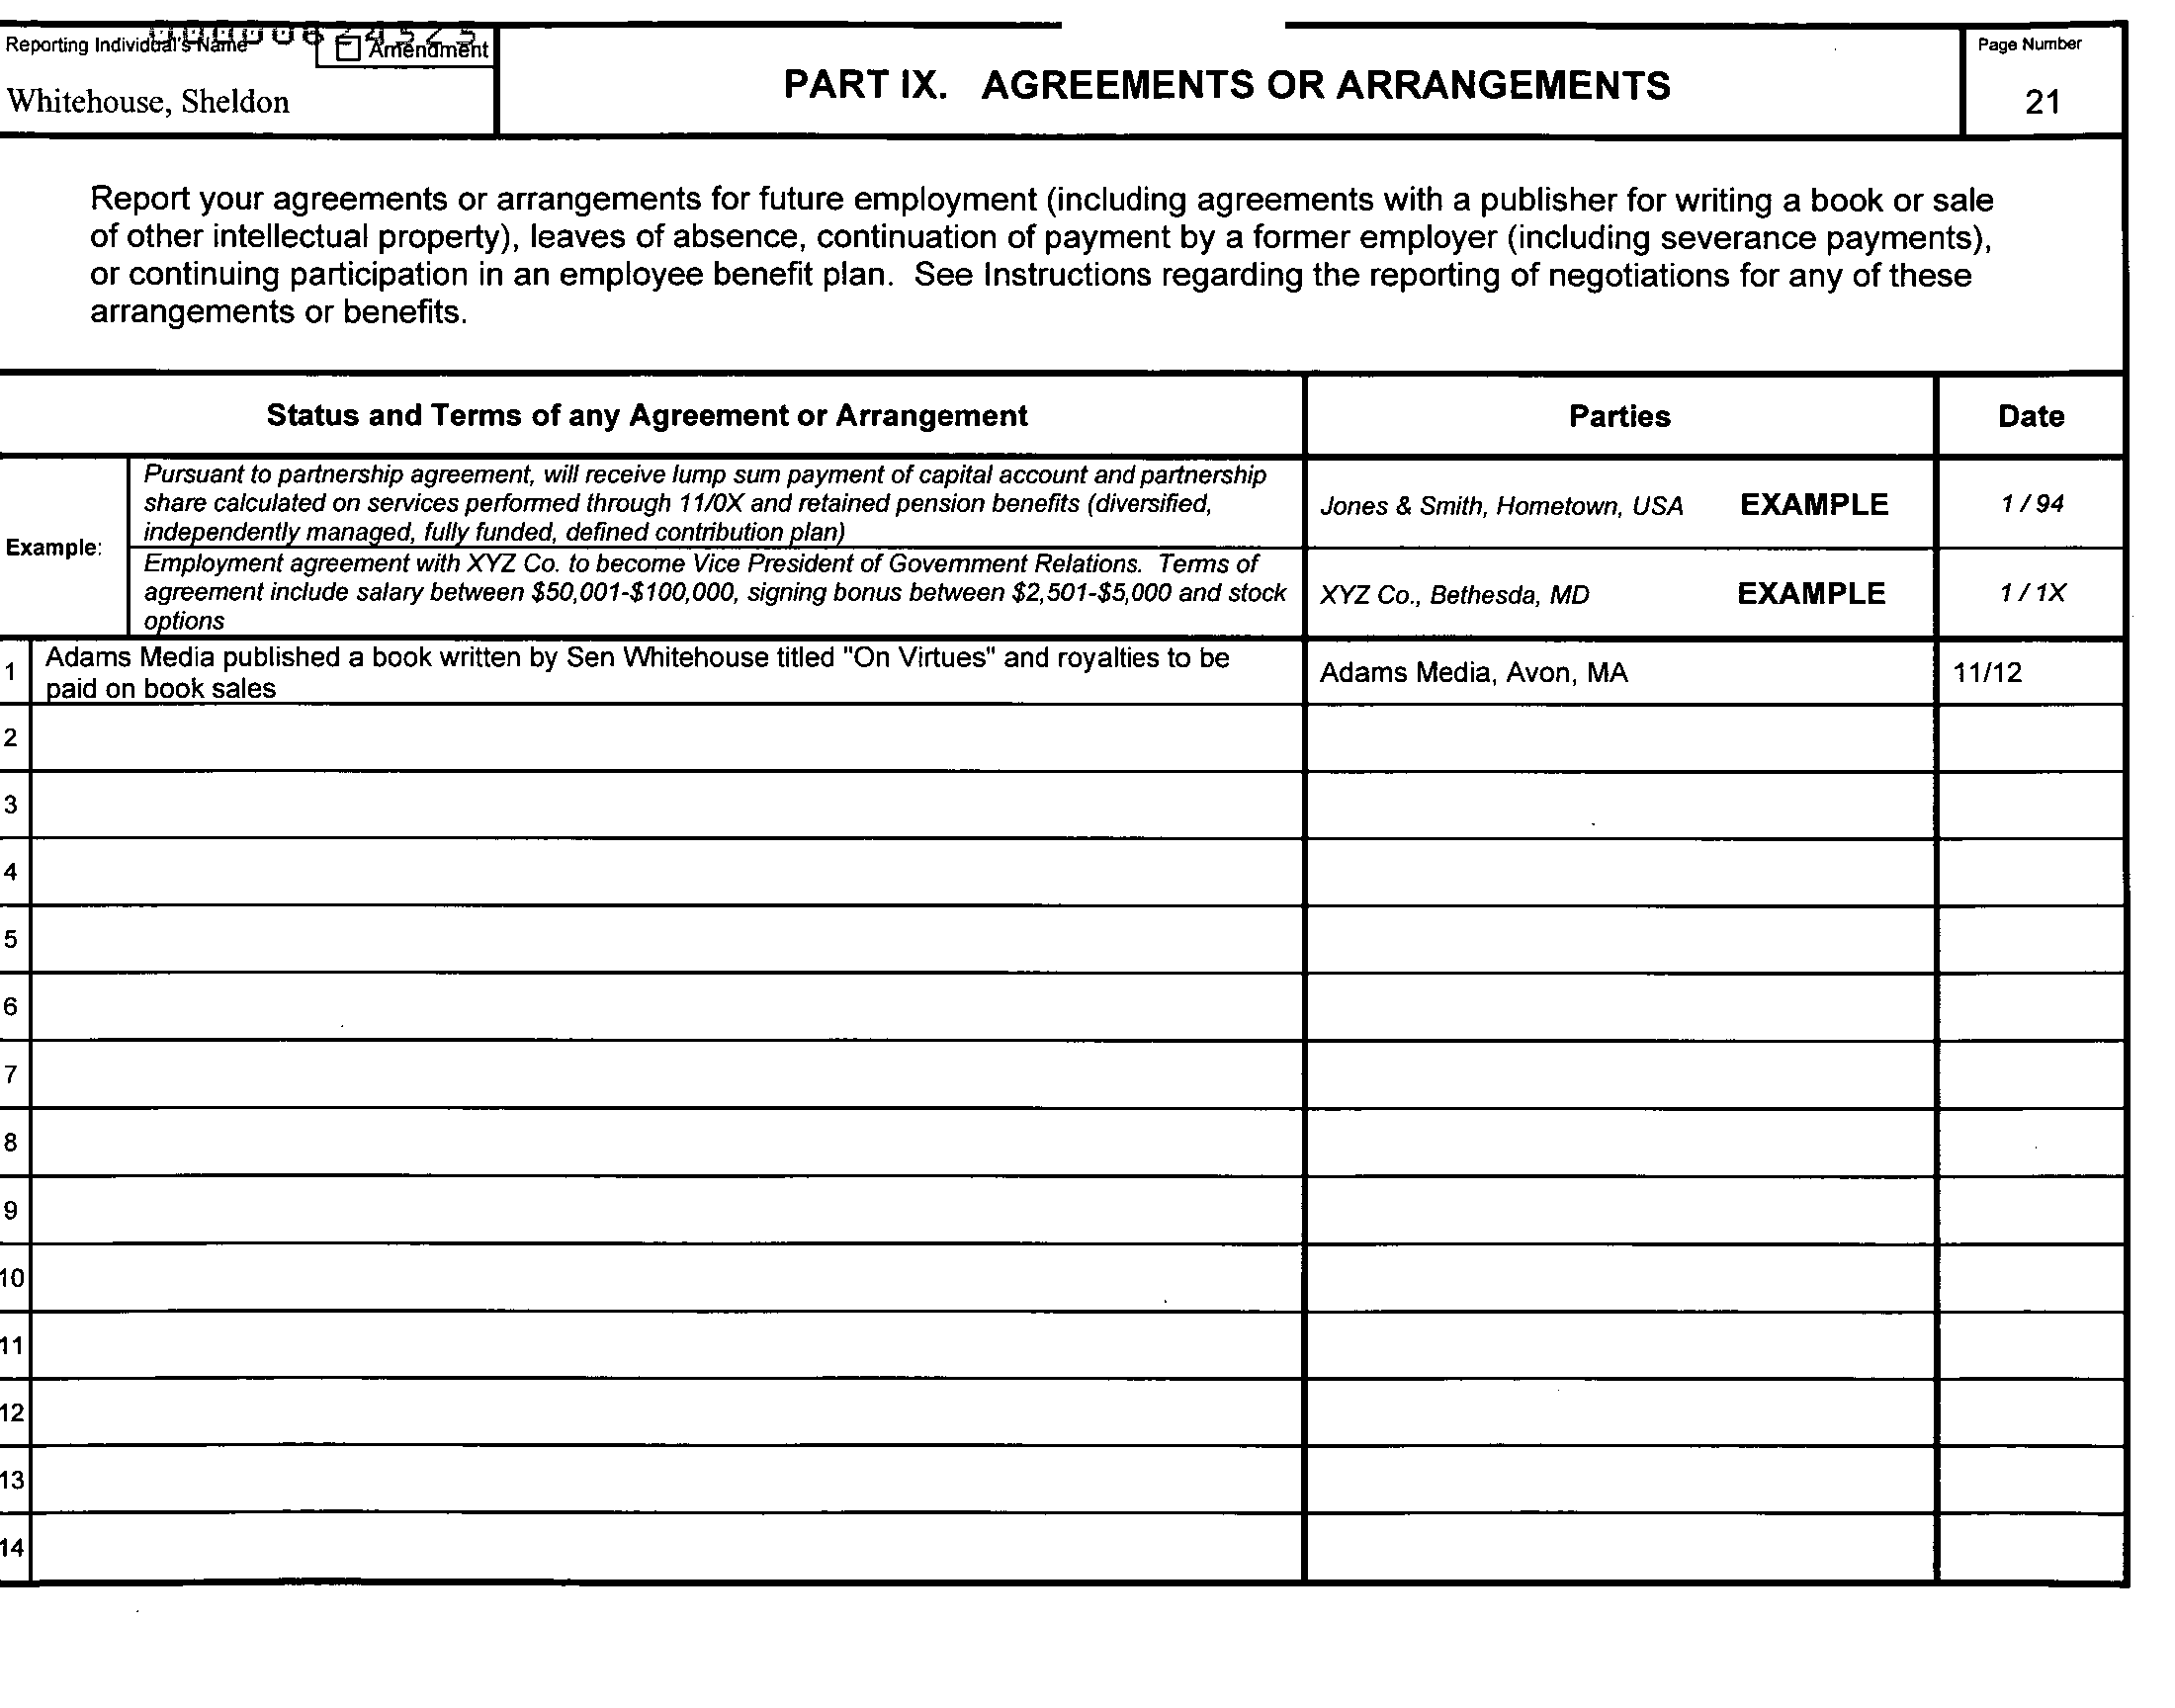 Reporting Individual's Name
Amendment
Whitehouse, Sheldon
PART IX. AGREEMENTS OR ARRANGEMENTS
Page Number
21
Report your agreements or arrangements for future employment (including agreements with a publisher for writing a book or sale
of other intellectual property), leaves of absence, continuation of payment by a former employer (including severance payments),
or continuing participation in an employee benefit plan. See Instructions regarding the reporting of negotiations for any of these
arrangements or benefits.
Status and Terms of any Agreement or Arrangement
Parties
Date
Example:
Pursuant to partnership agreement, will receive lump sum payment of capital account and partnership
share calculated on services performed through 11/0X and retained pension benefits (diversified,
independently managed, fully funded, defined contribution plan)
Jones & Smith, Hometown, USA EXAMPLE
1 / 94
Employment agreement with XYZ Co. to become Vice President of Government Relations. Terms of
agreement include salary between $50,001-$100,000, signing bonus between $2,501-$5,000 and stock
options
XYZ Co., Bethesda, MD EXAMPLE
1 / 1X
1
Adams Media published a book written by Sen Whitehouse titled "On Virtues" and royalties to be
paid on book sales
Adams Media, Avon, MA
11/12
2
3
4
5
6
7
8
9
10
11
12
13
14